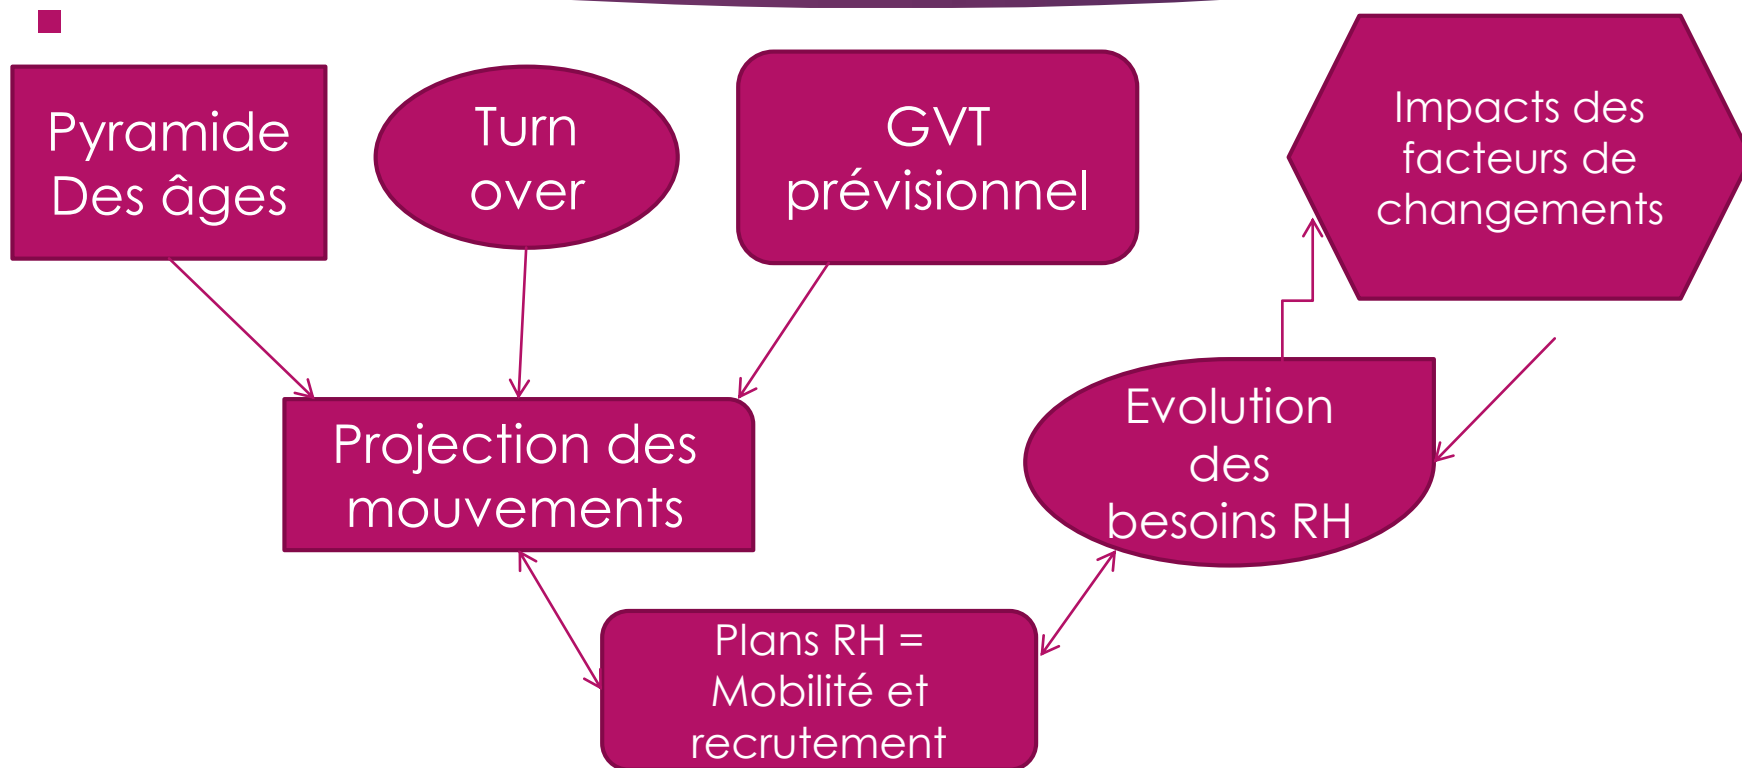 Pyramide
Des âges
Turn
over
GVT
prévisionnel
Impacts des
facteurs de
changements
Projection des
mouvements
Evolution
des
besoins RH
Plans RH =
Mobilité et
recrutement